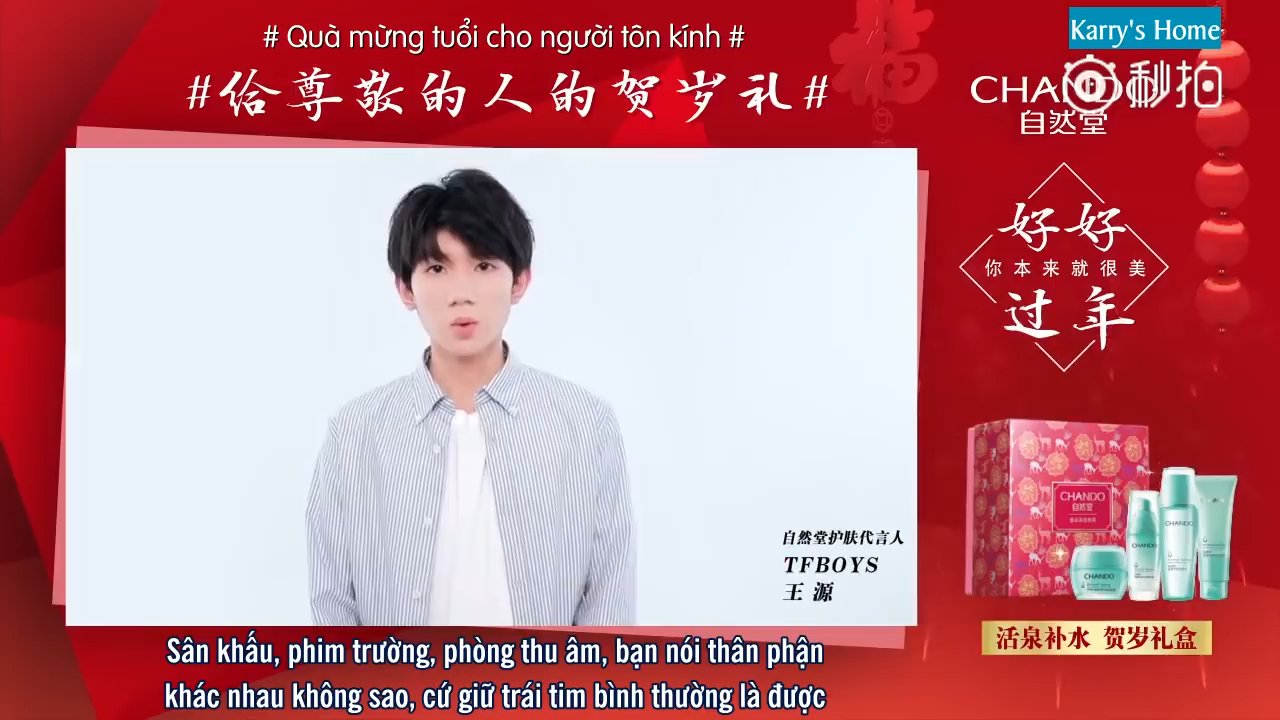 # Quà mừng tuổi cho người tôn kính #
#给尊敬的人的贺岁礼#
Karry's Home
CHANDO
秒拍
自然堂
好好
你本来就很美
过年
自然堂护肤代言人
TFBOYS
王源
CHANDO
自然堂
CHANDO
CHANDO
CHANDO
活泉补水 贺岁礼盒
Sân khấu, phim trường, phòng thu âm, bạn nói thân phận
khác nhau không sao, cứ giữ trái tim bình thường là được